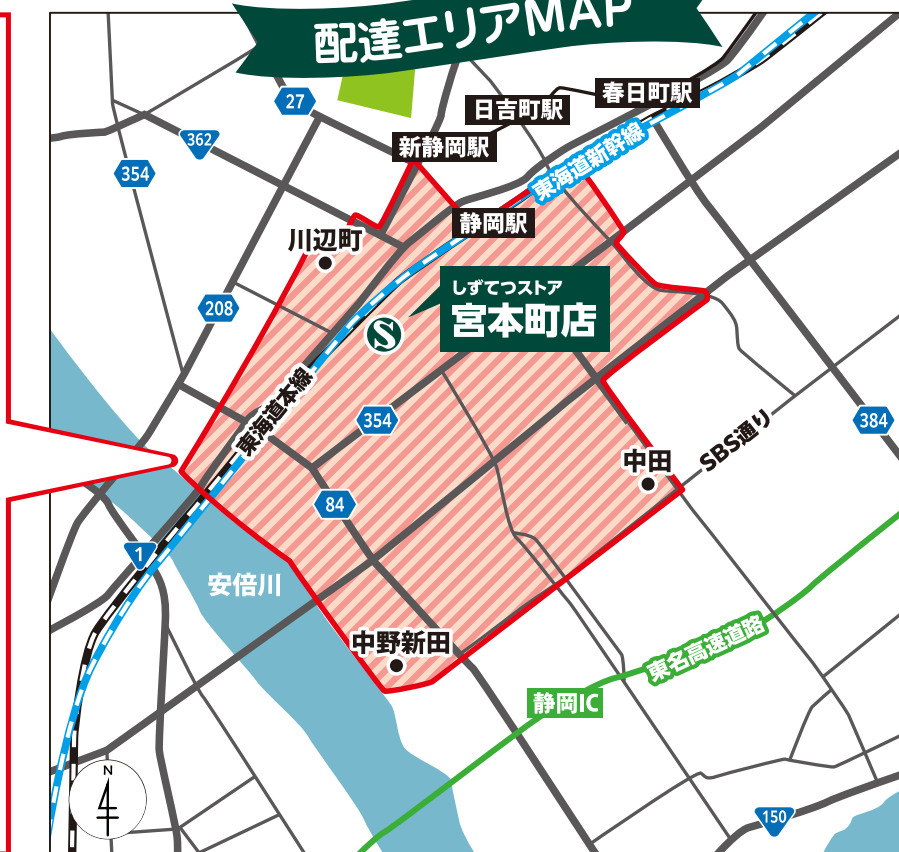 配達エリアMAP
27
春日町駅
日吉町駅
362
新静岡駅
東海道新幹線
354
静岡駅
川辺町
しずてつストア
宮本町店
S
208
東海道本線
354
384
SBS通り
中田
84
1
安倍川
中野新田
東名高速道路
静岡IC
N
150